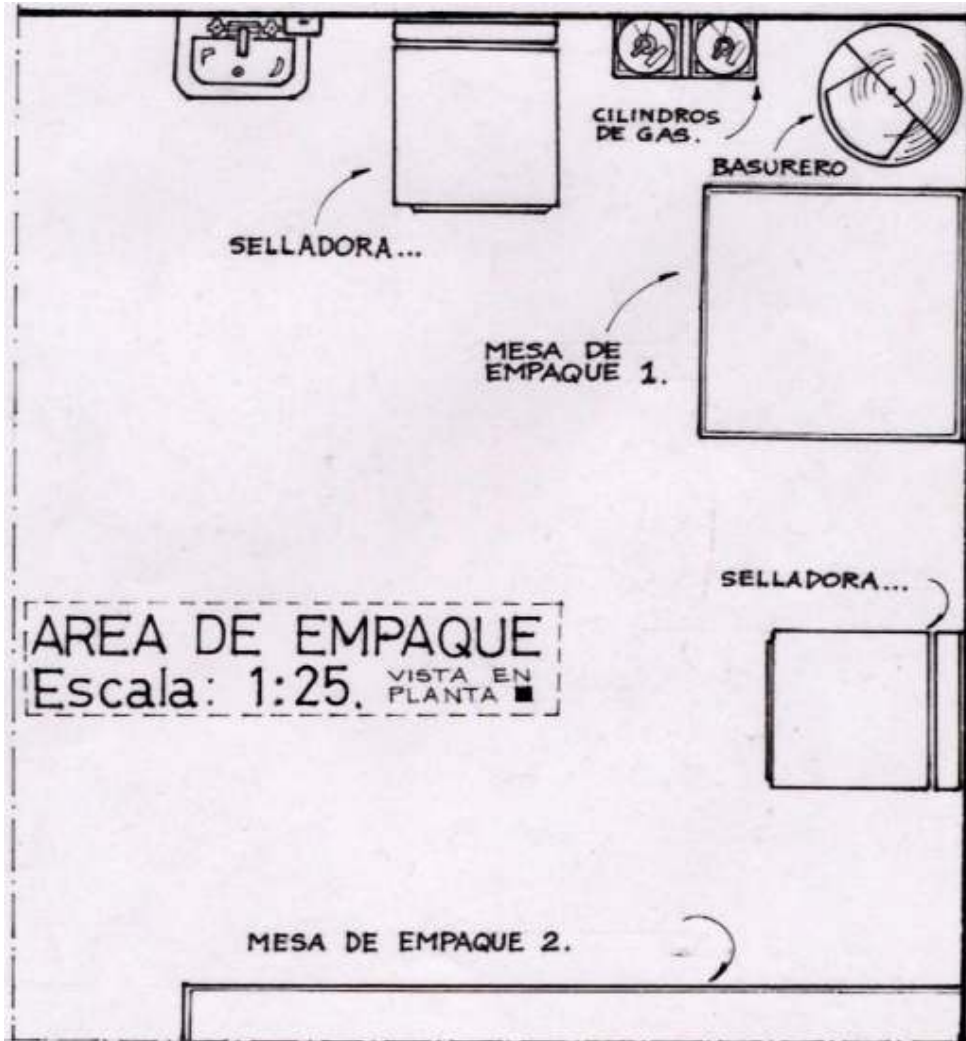 CILINDROS
DE GAS.
BASURERO
SELLADORA...
MESA DE
EMPAQUE 1.
SELLADORA...
AREA DE EMPAQUE
Escala: 1:25.
VISTA EN
PLANTA ■
MESA DE EMPAQUE 2.